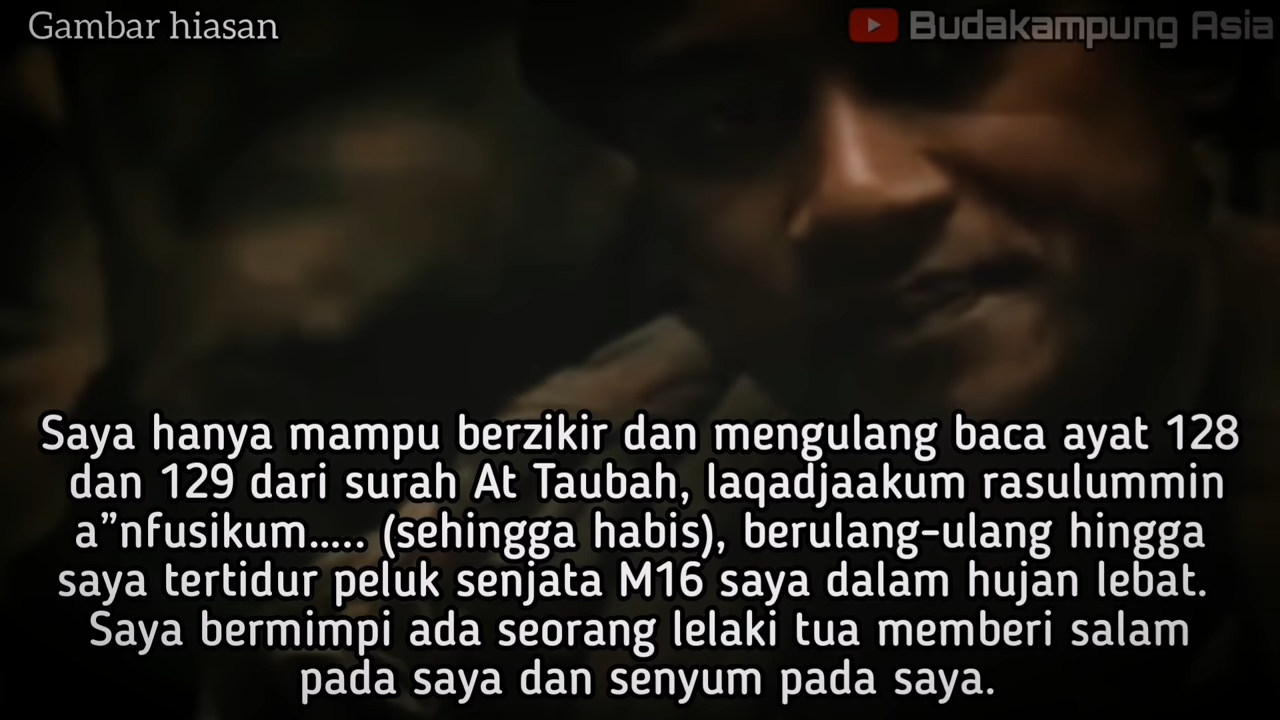 Gambar hiasan
Budakampung Asia
Saya hanya mampu berzikir dan mengulang baca ayat 128
dan 129 dari surah At Taubah, laqadjaakum rasulummin
a”nfusikum..... (sehingga habis), berulang-ulang hingga
saya tertidur peluk senjata M16 saya dalam hujan lebat.
Saya bermimpi ada seorang lelaki tua memberi salam
pada saya dan senyum pada saya.